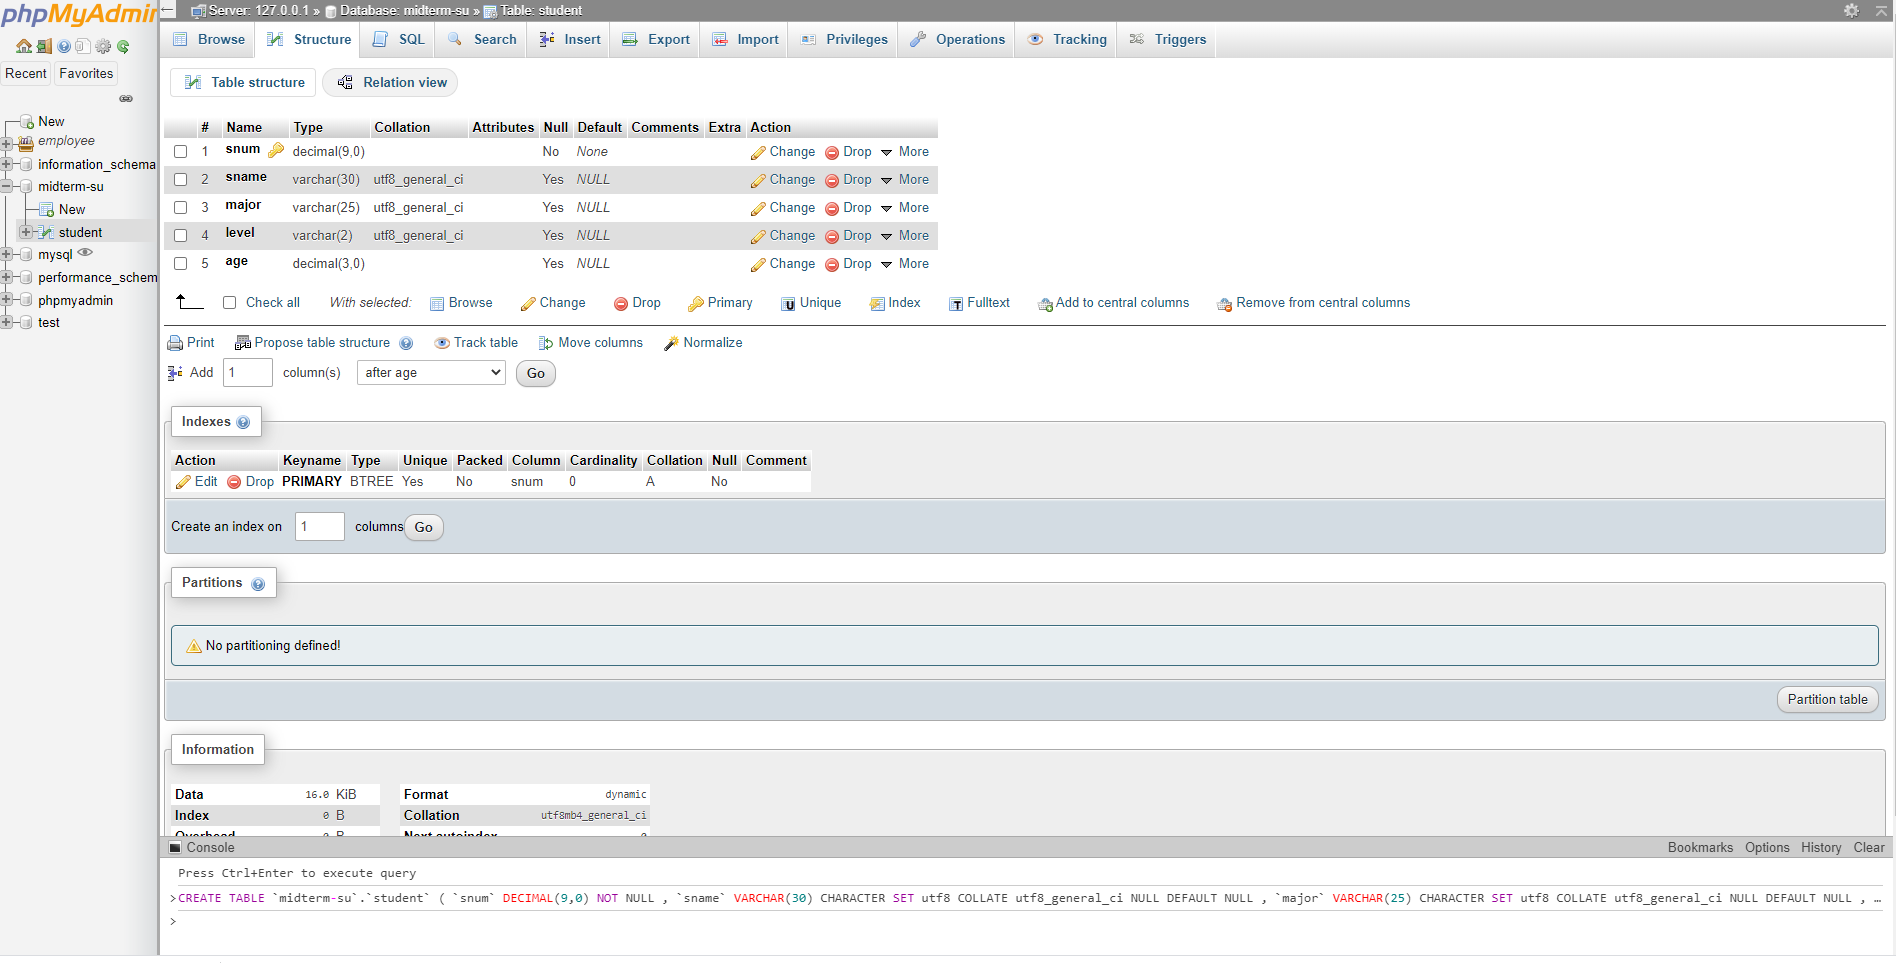 phpMyAdmin
Recent Favorites
New
employee
information_schema
midterm-su
New
student
mysql
performance_schem
phpmyadmin
test
Server: 127.0.0.1 » Database: midterm-su » Table: student
Browse Structure SQL Search Insert Export Import Privileges Operations Tracking Triggers
Table structure Relation view
# Name Type Collation Attributes Null Default Comments Extra Action
1 snum decimal(9,0) No None Change Drop More
2 sname varchar(30) utf8_general_ci Yes NULL Change Drop More
3 major varchar(25) utf8_general_ci Yes NULL Change Drop More
4 level varchar(2) utf8_general_ci Yes NULL Change Drop More
5 age decimal(3,0) Yes NULL Change Drop More
Check all With selected: Browse Change Drop Primary Unique Index Fulltext Add to central columns Remove from central columns
Print Propose table structure Track table Move columns Normalize
Add 1 column(s) after age Go
Indexes
Action Keyname Type Unique Packed Column Cardinality Collation Null Comment
Edit Drop PRIMARY BTREE Yes No snum 0 A No
Create an index on 1 columns Go
Partitions
No partitioning defined!
Partition table
Information
Data 16.0 KiB Format dynamic
Index 0 B Collation utf8mb4_general_ci
Overhead 0 B Next autoindex 0
Console Bookmarks Options History Clear
Press Ctrl+Enter to execute query
>CREATE TABLE `midterm-su`.`student` ( `snum` DECIMAL(9,0) NOT NULL , `sname` VARCHAR(30) CHARACTER SET utf8 COLLATE utf8_general_ci NULL DEFAULT NULL , `major` VARCHAR(25) CHARACTER SET utf8 COLLATE utf8_general_ci NULL DEFAULT NULL , …
>